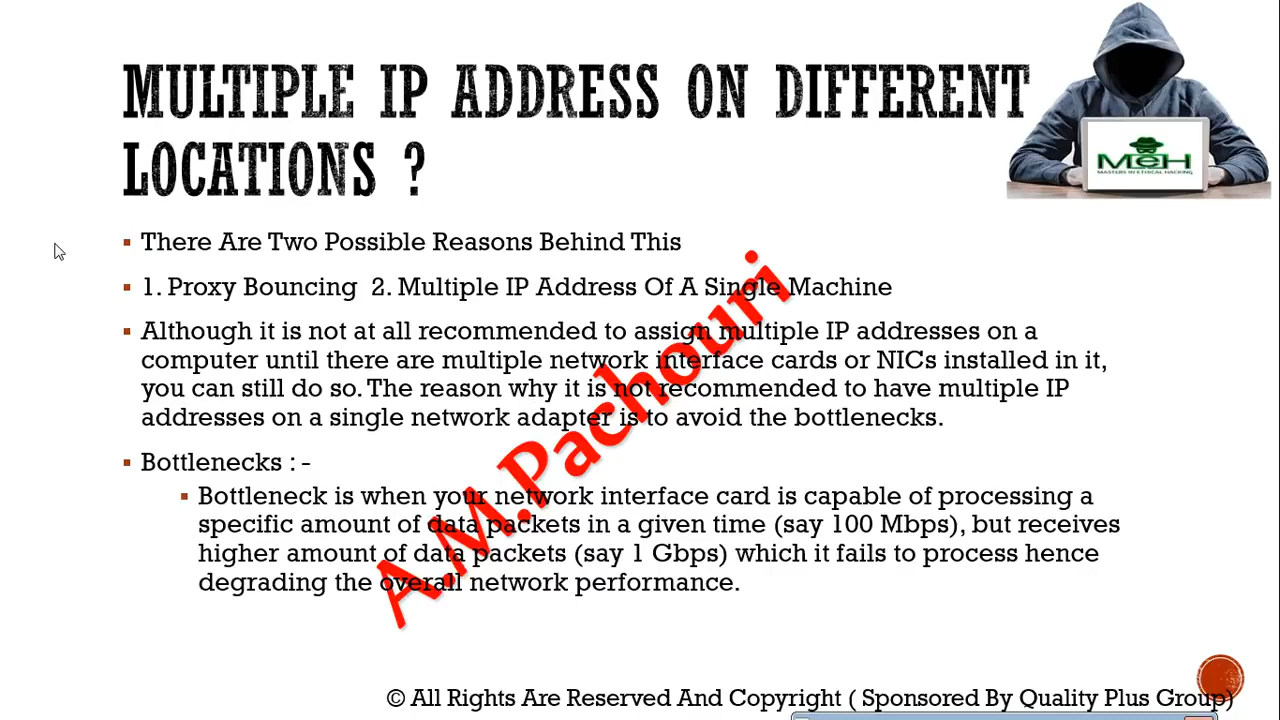 MULTIPLE IP ADDRESS ON DIFFERENT
LOCATIONS ?
MEH
MASTERS IN ETHICAL HACKING
There Are Two Possible Reasons Behind This
1. Proxy Bouncing 2. Multiple IP Address Of A Single Machine
Although it is not at all recommended to assign multiple IP addresses on a
computer until there are multiple network interface cards or NICs installed in it,
you can still do so. The reason why it is not recommended to have multiple IP
addresses on a single network adapter is to avoid the bottlenecks.
Bottlenecks : -
Bottleneck is when your network interface card is capable of processing a
specific amount of data packets in a given time (say 100 Mbps), but receives
higher amount of data packets (say 1 Gbps) which it fails to process hence
degrading the overall network performance.
A.M.Pachouri
© All Rights Are Reserved And Copyright ( Sponsored By Quality Plus Group)